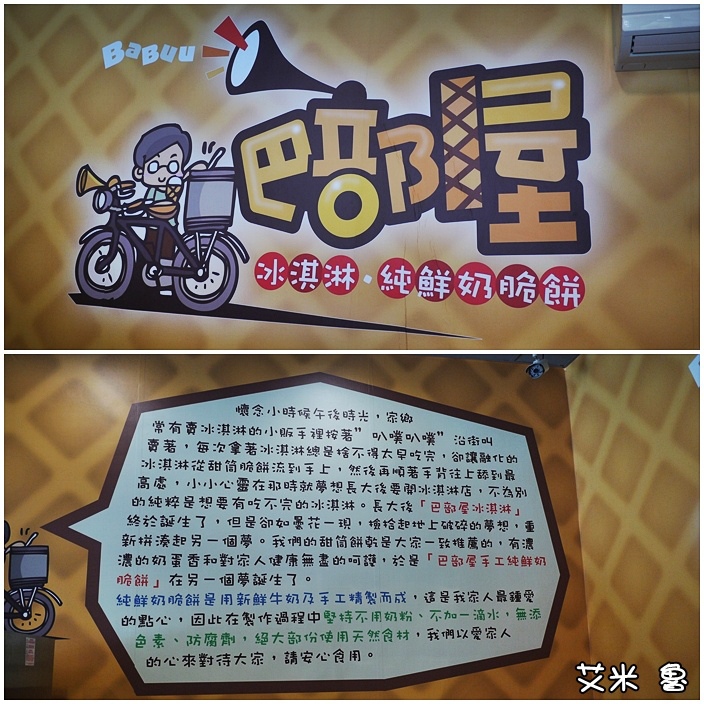 BaBuu
巴部屋
冰淇淋·純鮮奶脆餅
懷念小時候午後時光，家鄉
常有賣冰淇淋的小販手裡按著"叭噗叭噗"沿街叫
賣著，每次拿著冰淇淋總是捨不得太早吃完，卻讓融化的
冰淇淋從甜筒脆餅流到手上，然後再順著手背往上舔到最
高處，小小心靈在那時就夢想長大後要開冰淇淋店，不為別
的純粹是想要有吃不完的冰淇淋。長大後「巴部屋冰淇淋」
終於誕生了，但是卻如曇花一現，撿拾起地上破碎的夢想，重
新拼湊起另一個夢。我們的甜筒餅乾是大家一致推薦的，有濃
濃的奶蛋香和對家人健康無盡的呵護，於是「巴部屋手工純鮮奶
脆餅」在另一個夢誕生了。
純鮮奶脆餅是用新鮮牛奶及手工精製而成，這是我家人最鍾愛
的點心，因此在製作過程中堅持不用奶粉、不加一滴水，無添
色素、防腐劑，絕大部份使用天然食材，我們以愛家人
的心來對待大家，請安心食用。
艾米 魯